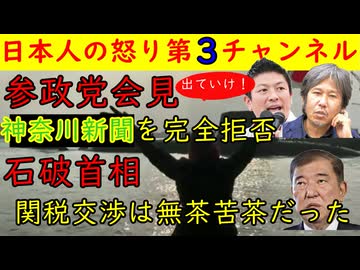 日本人の怒り第3チャンネル
参政党会見
出ていけ！
神奈川新聞を完全拒否
石破首相
関税交渉は無茶苦茶だった